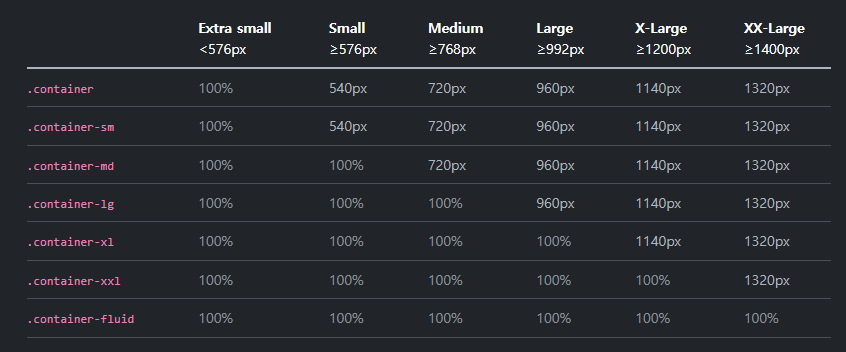 Extra small Small Medium Large X-Large XX-Large
<576px ≥576px ≥768px ≥992px ≥1200px ≥1400px
.container 100% 540px 720px 960px 1140px 1320px
.container-sm 100% 540px 720px 960px 1140px 1320px
.container-md 100% 100% 720px 960px 1140px 1320px
.container-lg 100% 100% 100% 960px 1140px 1320px
.container-xl 100% 100% 100% 100% 1140px 1320px
.container-xxl 100% 100% 100% 100% 100% 1320px
.container-fluid 100% 100% 100% 100% 100% 100%